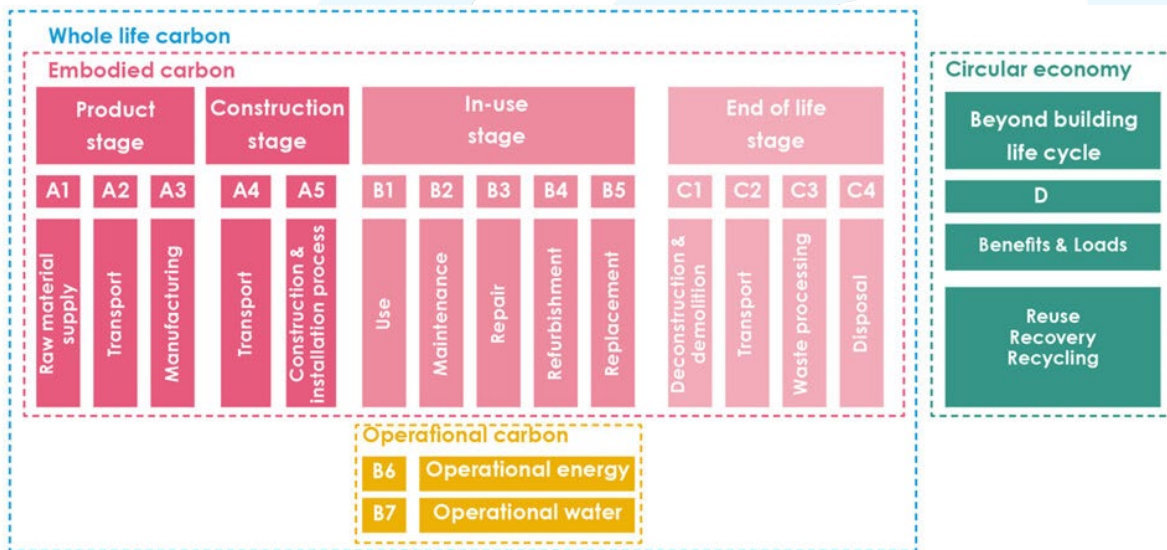 Whole life carbon
Embodied carbon
Product
stage
Construction
stage
In-use
stage
End of life
stage
A1
A2
A3
A4
A5
B1
B2
B3
B4
B5
C1
C2
C3
C4
Raw material
supply
Transport
Manufacturing
Transport
Construction &
installation process
Use
Maintenance
Repair
Refurbishment
Replacement
Deconstruction &
demolition
Transport
Waste processing
Disposal
Operational carbon
B6
Operational energy
B7
Operational water
Circular economy
Beyond building
life cycle
D
Benefits & Loads
Reuse
Recovery
Recycling